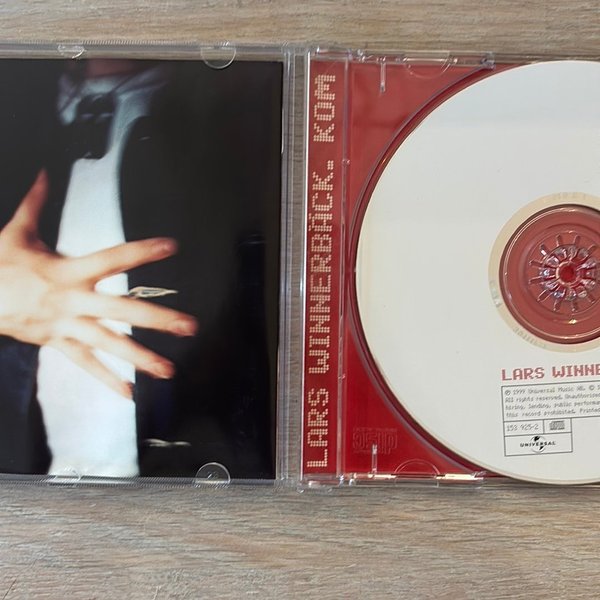 LARS WINNERBÄCK. KOM
LARS WINNE
℗ 1999 Universal Music AB. ©
All rights reserved. Unauthorized
hiring, lending, public performa
this record prohibited. Printed
153 925-2
UNIVERSAL